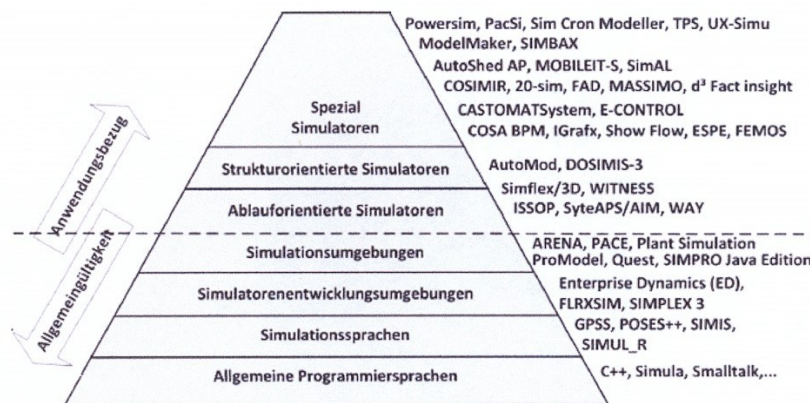 Powersim, PacSi, Sim Cron Modeller, TPS, UX-Simu
ModelMaker, SIMBAX
AutoShed AP, MOBILEIT-S, SimAL
COSIMIR, 20-sim, FAD, MASSIMO, d³ Fact insight
Spezial
Simulatoren
CASTOMATSystem, E-CONTROL
COSA BPM, IGrafx, Show Flow, ESPE, FEMOS
Anwendungsbezug
Strukturorientierte Simulatoren
AutoMod, DOSIMIS-3
Ablauforientierte Simulatoren
Simflex/3D, WITNESS
ISSOP, SyteAPS/AIM, WAY
Allgemeingültigkeit
Simulationsumgebungen
ARENA, PACE, Plant Simulation
ProModel, Quest, SIMPRO Java Edition
Simulatorenentwicklungsumgebungen
Enterprise Dynamics (ED),
FLRXSIM, SIMPLEX 3
Simulationssprachen
GPSS, POSES++, SIMIS,
SIMUL_R
Allgemeine Programmiersprachen
C++, Simula, Smalltalk,...